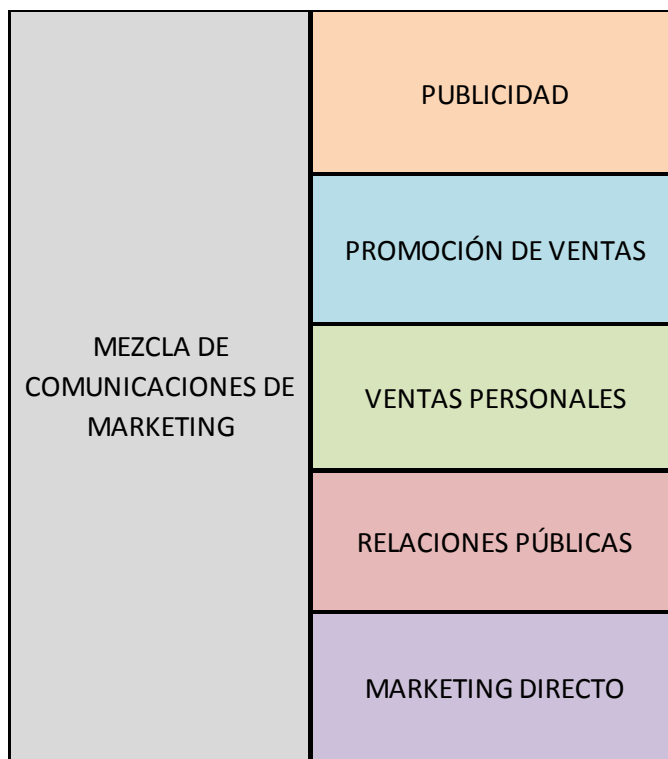 MEZCLA DE
COMUNICACIONES DE
MARKETING
PUBLICIDAD
PROMOCIÓN DE VENTAS
VENTAS PERSONALES
RELACIONES PÚBLICAS
MARKETING DIRECTO